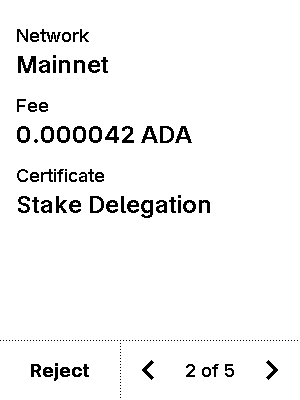 Network
Mainnet
Fee
0.000042 ADA
Certificate
Stake Delegation
Reject
2 of 5